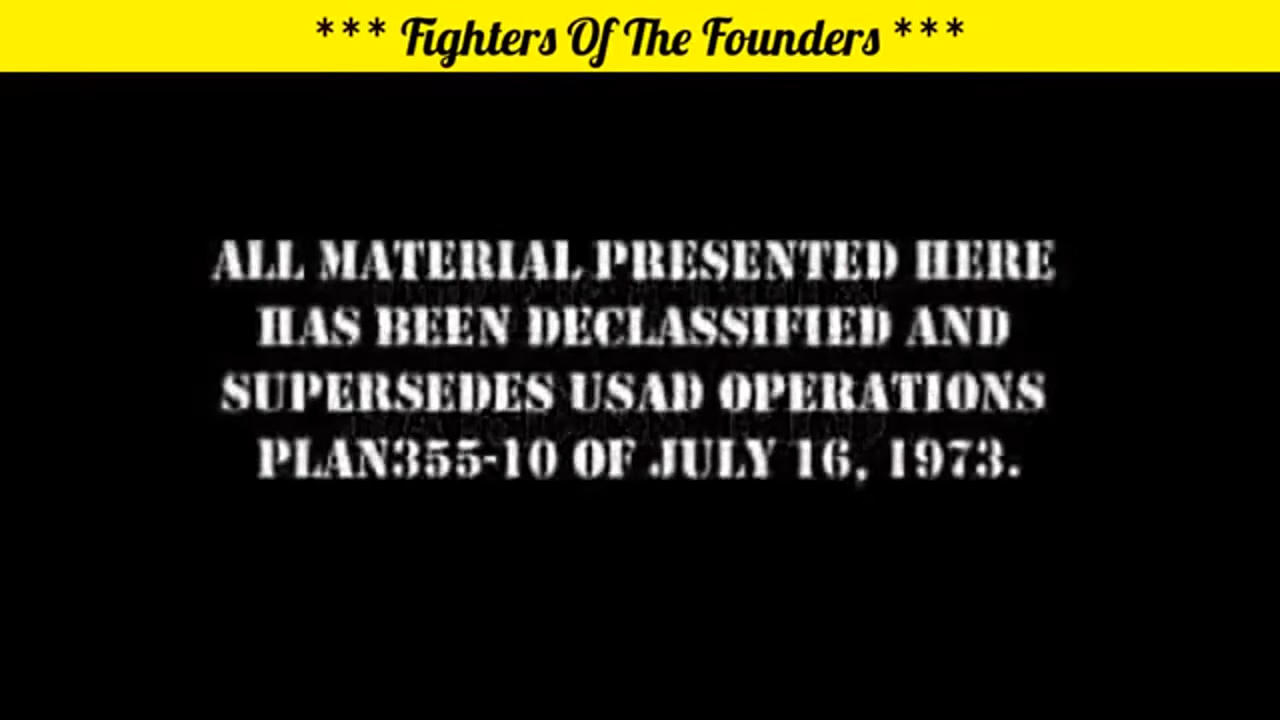 *** Fighters Of The Founders ***
ALL MATERIAL PRESENTED HERE
HAS BEEN DECLASSIFIED AND
SUPERSEDES USAD OPERATIONS
PLAN355-10 OF JULY 16, 1973.